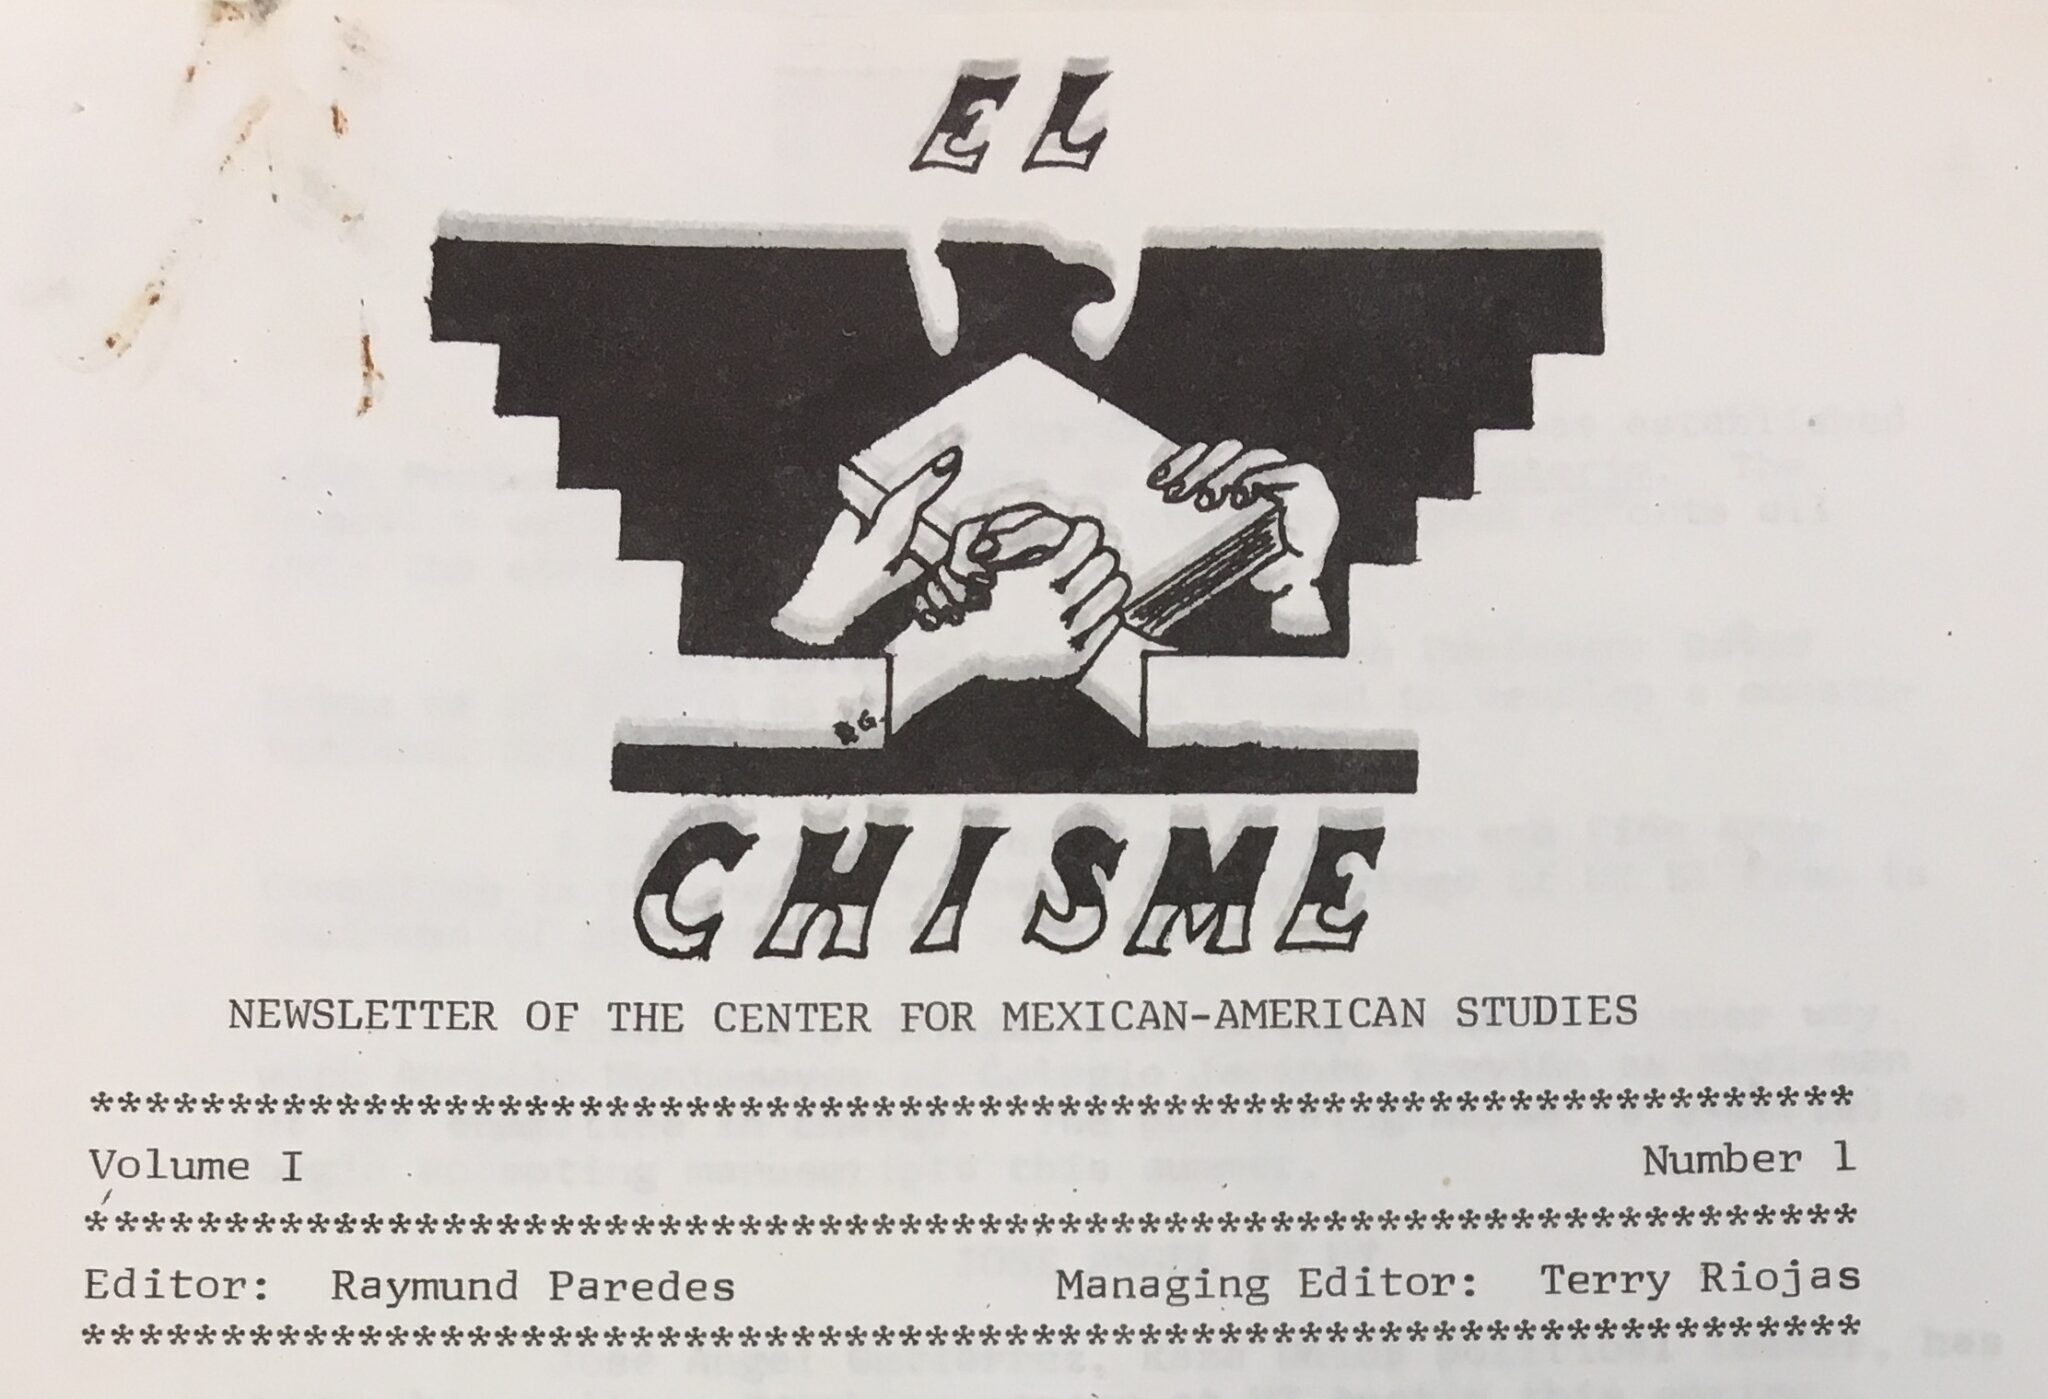 EL
RG.
CHISME
NEWSLETTER OF THE CENTER FOR MEXICAN-AMERICAN STUDIES
*****************************************************************
Volume I Number 1
*****************************************************************
Editor: Raymund Paredes Managing Editor: Terry Riojas
*****************************************************************